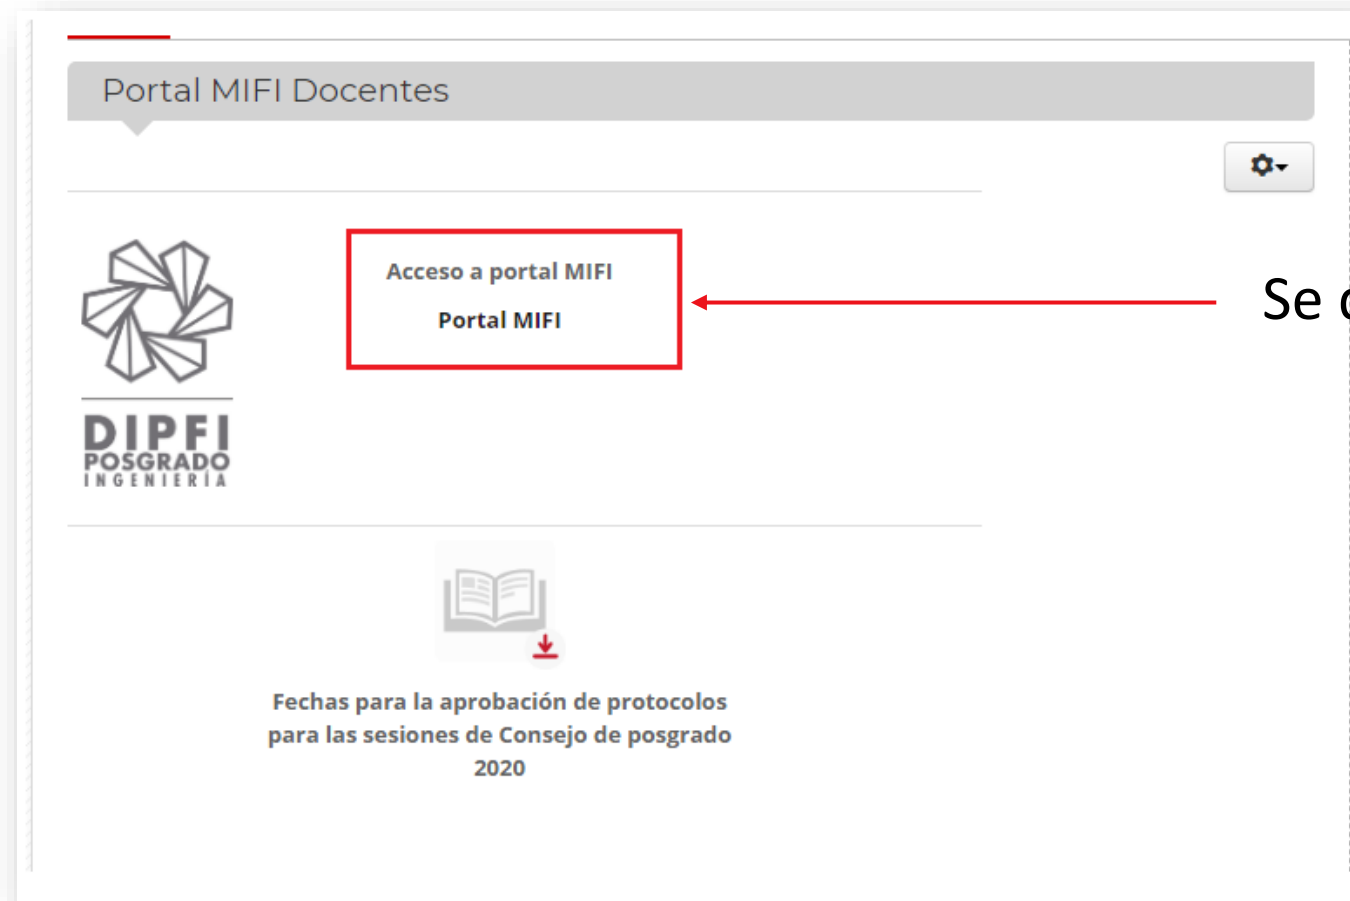 Portal MIFI Docentes
Acceso a portal MIFI
Portal MIFI
Se
DIPFI
POSGRADO
INGENIERÍA
Fechas para la aprobación de protocolos
para las sesiones de Consejo de posgrado
2020